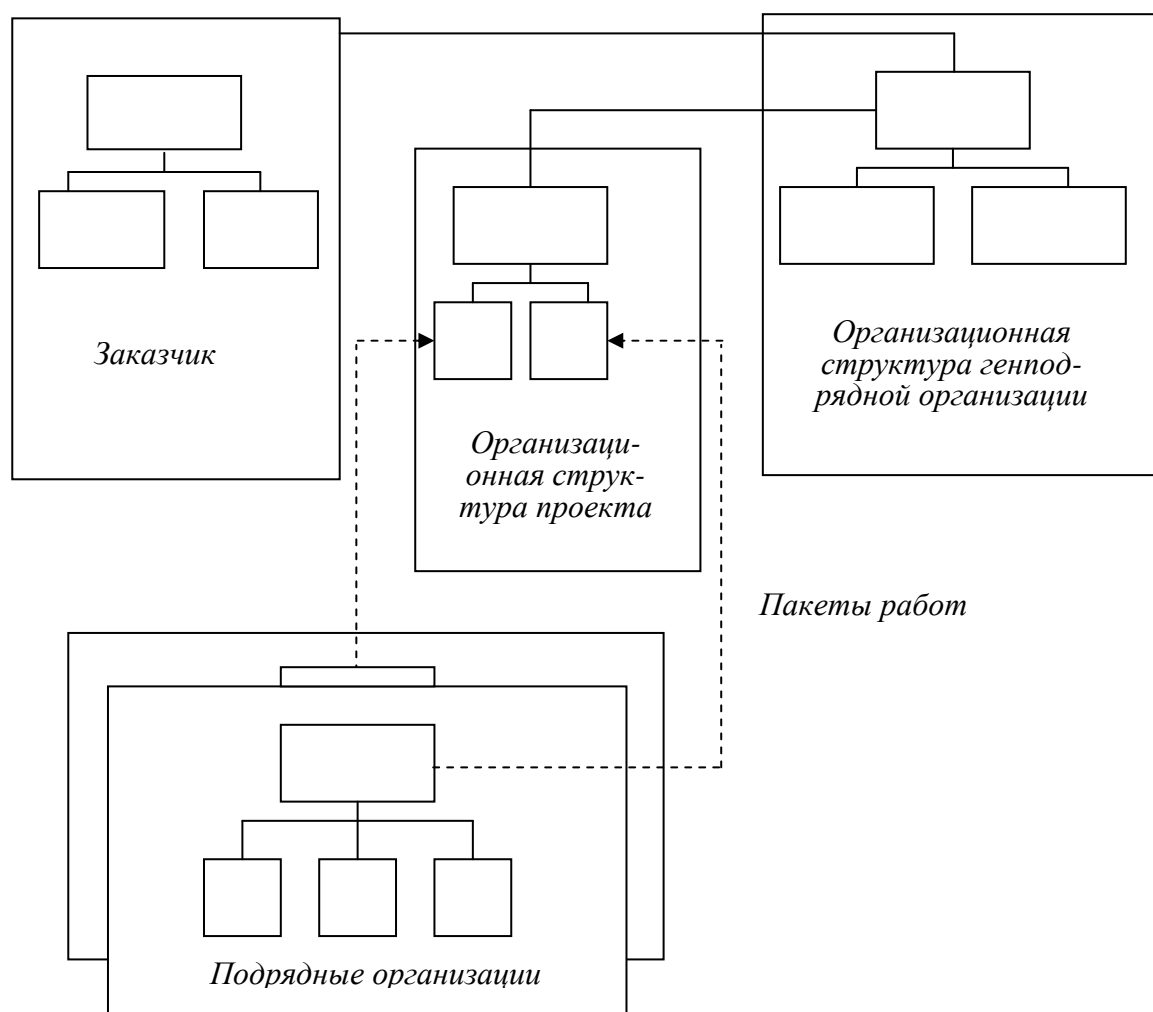 Заказчик
Организационная
структура генпод-
рядной организации
Организаци-
онная струк-
тура проекта
Пакеты работ
Подрядные организации